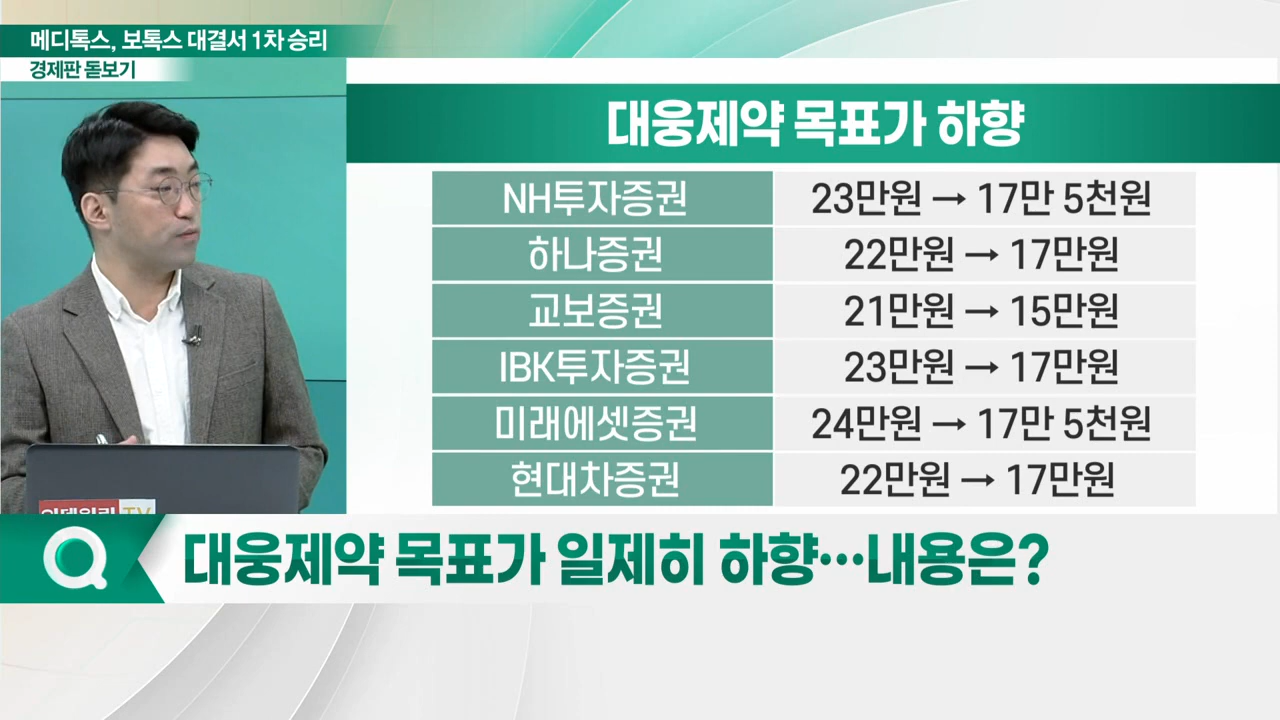 메디톡스, 보톡스 대결서 1차 승리
경제판 돋보기
대웅제약 목표가 하향
NH투자증권 23만원 → 17만 5천원
하나증권 22만원 → 17만원
교보증권 21만원 → 15만원
IBK투자증권 23만원 → 17만원
미래에셋증권 24만원 → 17만 5천원
현대차증권 22만원 → 17만원
대웅제약 목표가 일제히 하향…내용은?